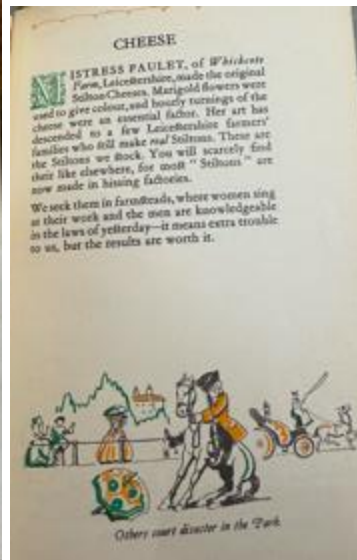 CHEESE
MISTRESS PAULET, of Whichcote
Farm, Leicestershire, made the original
Stilton Cheeses. Marigold flowers were
used to give colour, and hourly turnings of the
cheese were an essential factor. Her art has
descended to a few Leicestershire farmers'
families who still make real Stiltons. These are
the Stiltons we stock. You will scarcely find
their like elsewhere, for most "Stiltons" are
now made in hissing factories.
We seek them in farmsteads, where women sing
at their work and the men are knowledgeable
in the laws of yesterday—it means extra trouble
to us, but the results are worth it.
Others court disaster in the Park.